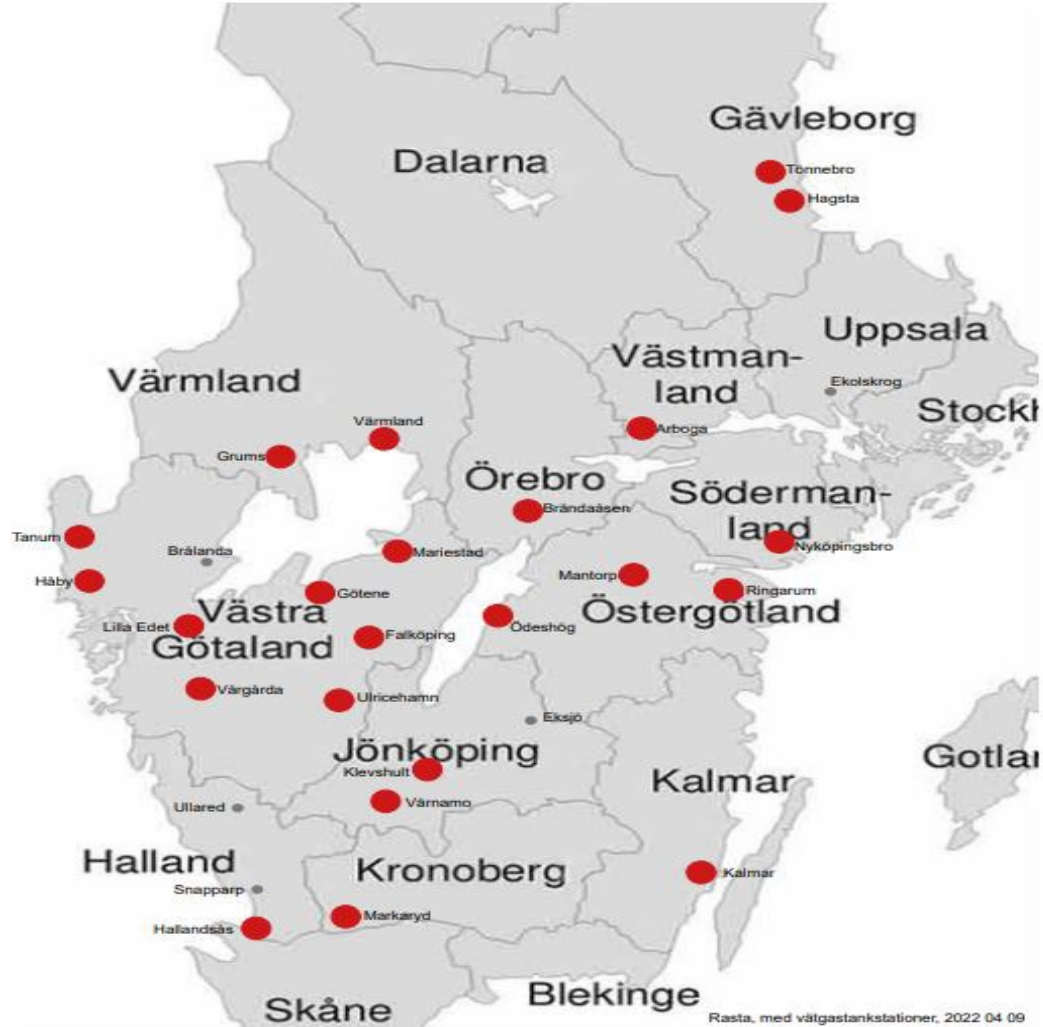 Gävleborg
Dalarna
Tönnebro
Hagsta
Uppsala
Västman-
land
Värmland
Ekolskrog
Stockh
Värmland
Arboga
Grums
Örebro
Söderman-
land
Brändaåsen
Tanum
Nyköpingsbro
Brålanda
Mariestad
Håby
Mantorp
Götene
Ringarum
Västra
Götaland
Östergötland
Lilla Edet
Ödeshög
Falköping
Vårgårda
Ulricehamn
Eksjö
Jönköping
Gotlan
Klevshult
Kalmar
Värnamo
Ullared
Halland
Kronoberg
Kalmar
Snapparp
Markaryd
Hallandsås
Blekinge
Skåne
Rasta, med vätgastankstationer, 2022 04 09